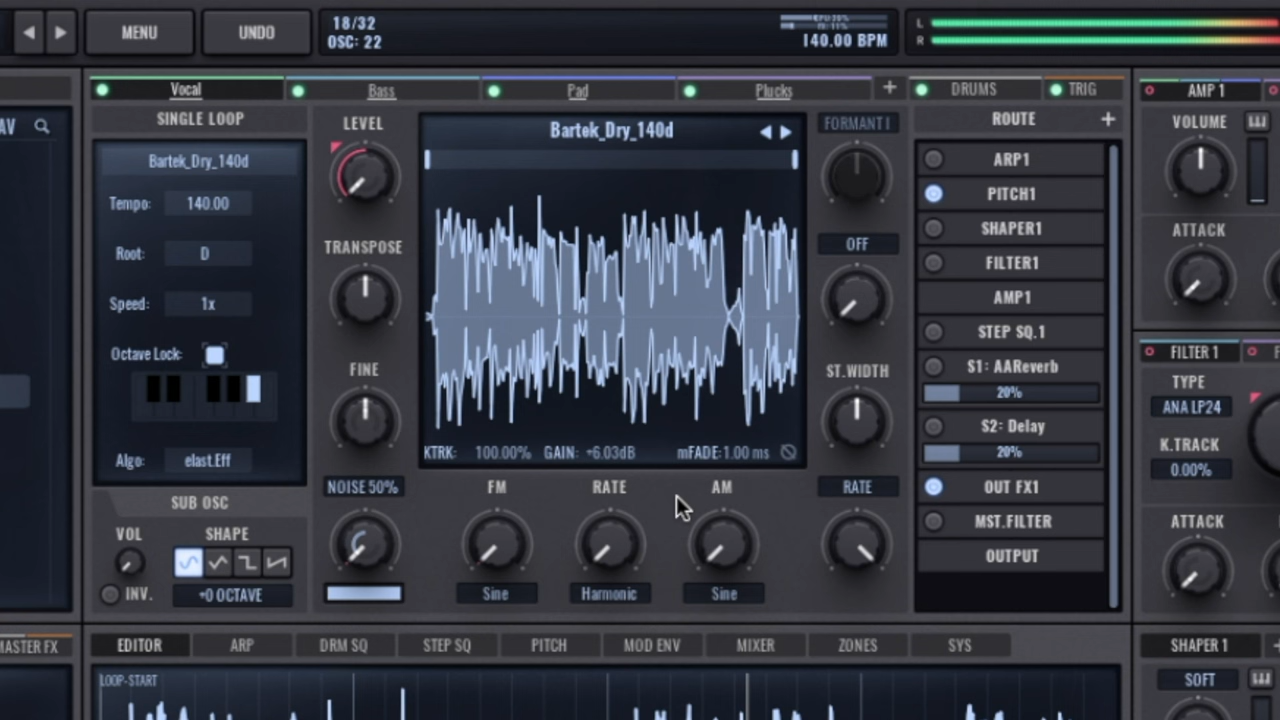 MENU
UNDO
18/32
OSC: 22
140.00 BPM
L
R
Vocal
Bass
Pad
Plucks
+
DRUMS
TRIG
AMP 1
AV
SINGLE LOOP
Bartek_Dry_140d
Tempo: 140.00
Root: D
Speed: 1x
Octave Lock:
Algo: elast.Eff
SUB OSC
VOL
SHAPE
INV.
+0 OCTAVE
LEVEL
TRANSPOSE
FINE
NOISE 50%
Bartek_Dry_140d
KTRK: 100.00% GAIN: -6.03dB mFADE:1.00 ms
FM
RATE
AM
Sine
Harmonic
Sine
FORMANT I
OFF
ST.WIDTH
RATE
ROUTE +
ARP1
PITCH1
SHAPER1
FILTER1
AMP1
STEP SQ.1
S1: AAReverb
20%
S2: Delay
20%
OUT FX1
MST.FILTER
OUTPUT
VOLUME
ATTACK
FILTER 1
TYPE
ANA LP24
K.TRACK
0.00%
ATTACK
SHAPER 1
SOFT
MASTER FX
EDITOR
ARP
DRM SQ
STEP SQ
PITCH
MOD ENV
MIXER
ZONES
SYS
LOOP-START